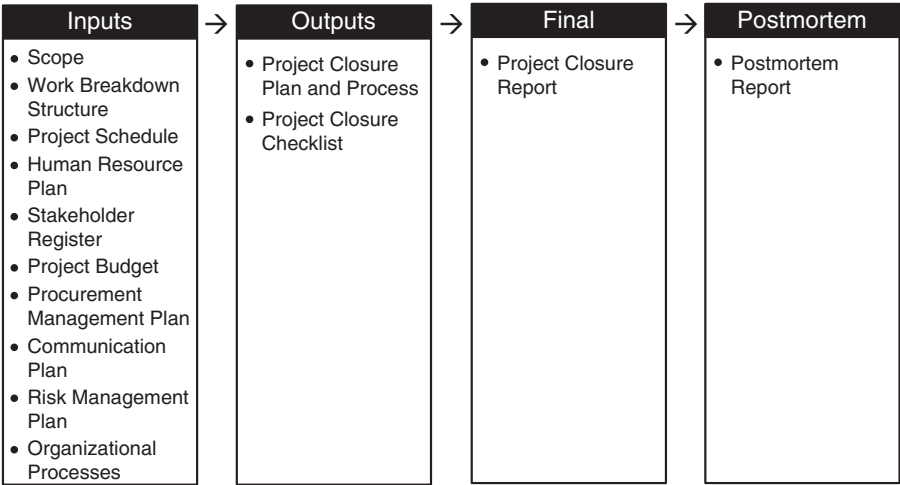 Inputs → Outputs → Final → Postmortem
• Scope
• Work Breakdown
Structure
• Project Schedule
• Human Resource
Plan
• Stakeholder
Register
• Project Budget
• Procurement
Management Plan
• Communication
Plan
• Risk Management
Plan
• Organizational
Processes
• Project Closure
Plan and Process
• Project Closure
Checklist
• Project Closure
Report
• Postmortem
Report